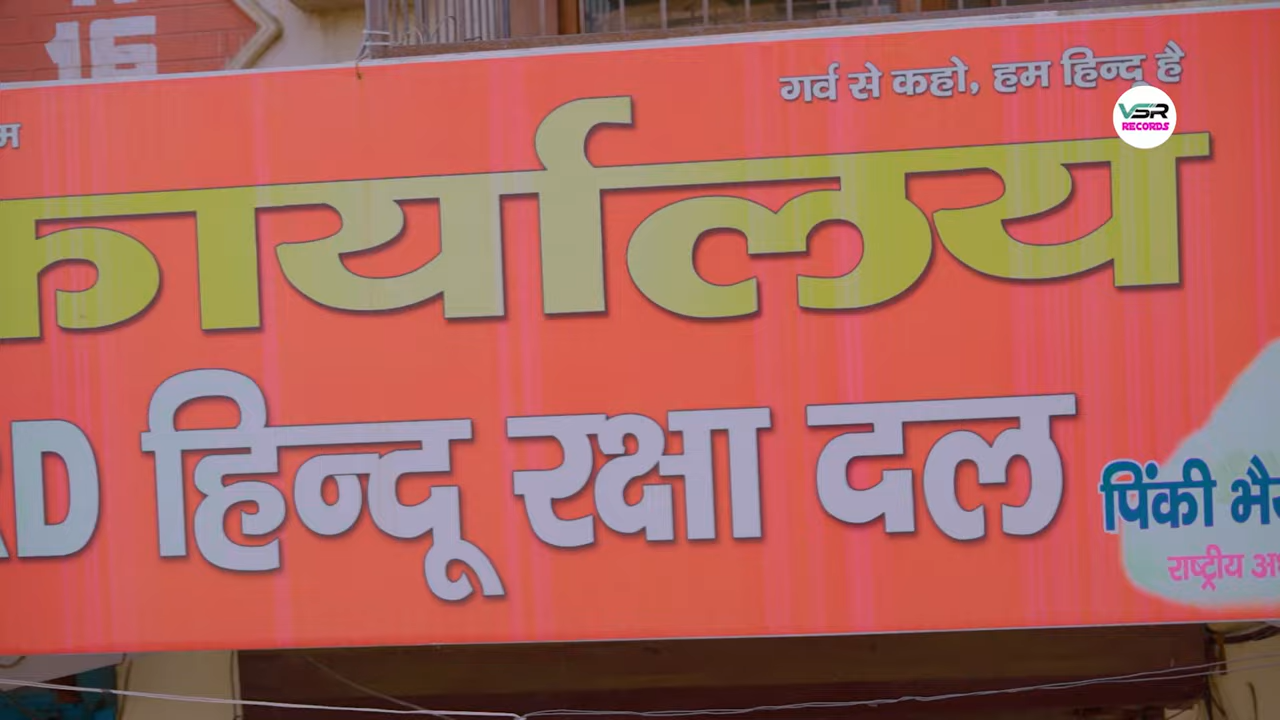 16
म
गर्व से कहो, हम हिन्दू है
VSR
RECORDS
कार्यालय
RD हिन्दू रक्षा दल
पिंकी भै
राष्ट्रीय अ